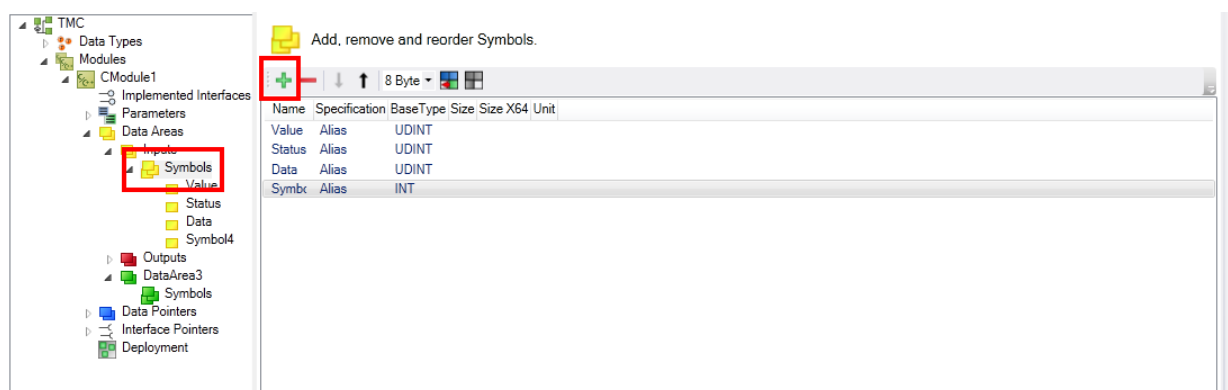 TMC
Data Types
Modules
CModule1
Implemented Interfaces
Parameters
Data Areas
Inputs
Symbols
Value
Status
Data
Symbol4
Outputs
DataArea3
Symbols
Data Pointers
Interface Pointers
Deployment
Add, remove and reorder Symbols.
8 Byte
Name Specification BaseType Size Size X64 Unit
Value Alias UDINT
Status Alias UDINT
Data Alias UDINT
Symbc Alias INT